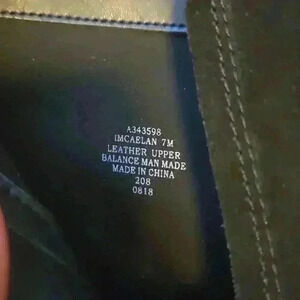 A343598
IMCAELAN 7M
LEATHER UPPER
BALANCE MAN MADE
MADE IN CHINA
208
0818